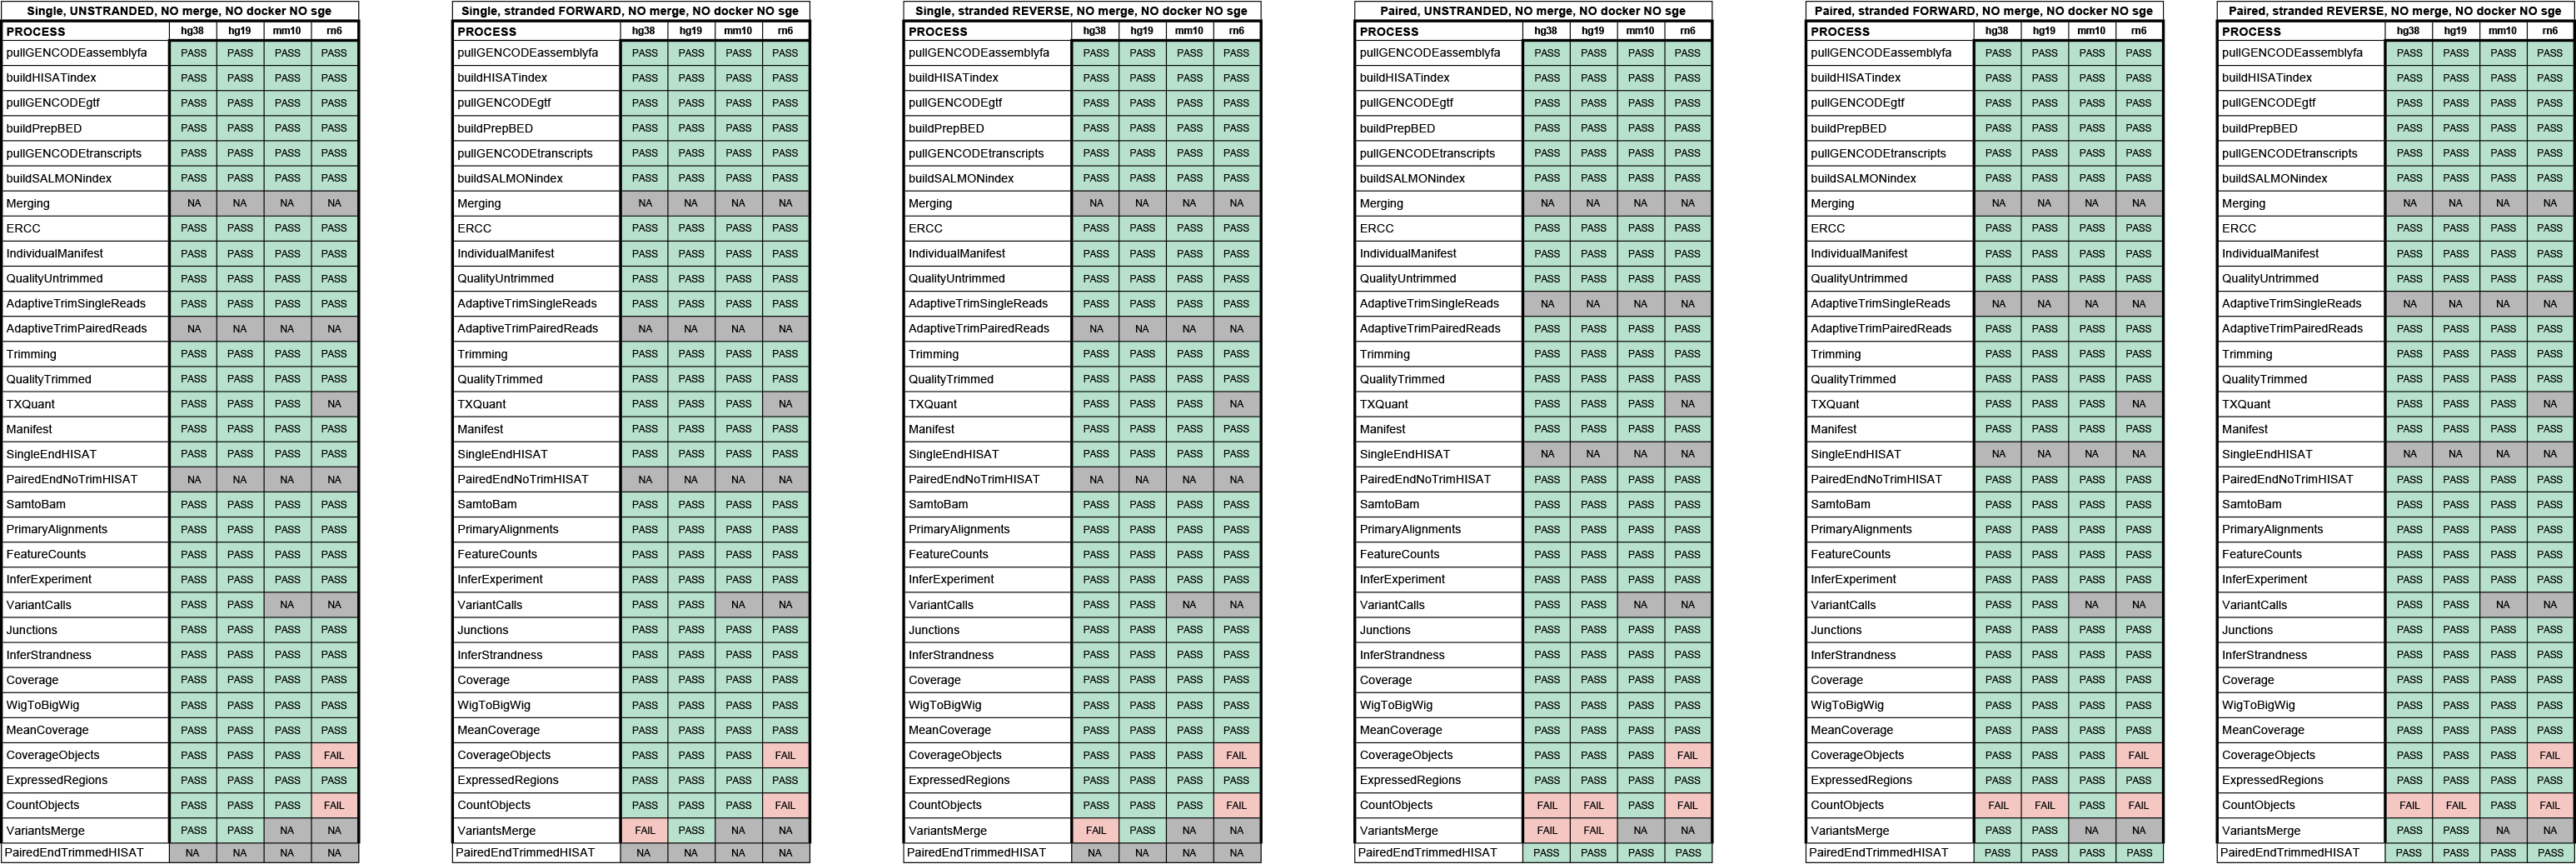 Single, UNSTRANDED, NO merge, NO docker NO sge
PROCESS hg38 hg19 mm10 rn6
pullGENCODEassemblyfa PASS PASS PASS PASS
buildHISATindex PASS PASS PASS PASS
pullGENCODEgtf PASS PASS PASS PASS
buildPrepBED PASS PASS PASS PASS
pullGENCODEtranscripts PASS PASS PASS PASS
buildSALMONindex PASS PASS PASS PASS
Merging NA NA NA NA
ERCC PASS PASS PASS PASS
IndividualManifest PASS PASS PASS PASS
QualityUntrimmed PASS PASS PASS PASS
AdaptiveTrimSingleReads PASS PASS PASS PASS
AdaptiveTrimPairedReads NA NA NA NA
Trimming PASS PASS PASS PASS
QualityTrimmed PASS PASS PASS PASS
TXQuant PASS PASS PASS NA
Manifest PASS PASS PASS PASS
SingleEndHISAT PASS PASS PASS PASS
PairedEndNoTrimHISAT NA NA NA NA
SamtoBam PASS PASS PASS PASS
PrimaryAlignments PASS PASS PASS PASS
FeatureCounts PASS PASS PASS PASS
InferExperiment PASS PASS PASS PASS
VariantCalls PASS PASS NA NA
Junctions PASS PASS PASS PASS
InferStrandness PASS PASS PASS PASS
Coverage PASS PASS PASS PASS
WigToBigWig PASS PASS PASS PASS
MeanCoverage PASS PASS PASS PASS
CoverageObjects PASS PASS PASS FAIL
ExpressedRegions PASS PASS PASS PASS
CountObjects PASS PASS PASS FAIL
VariantsMerge PASS PASS NA NA
PairedEndTrimmedHISAT NA NA NA NA
Single, stranded FORWARD, NO merge, NO docker NO sge
PROCESS hg38 hg19 mm10 rn6
pullGENCODEassemblyfa PASS PASS PASS PASS
buildHISATindex PASS PASS PASS PASS
pullGENCODEgtf PASS PASS PASS PASS
buildPrepBED PASS PASS PASS PASS
pullGENCODEtranscripts PASS PASS PASS PASS
buildSALMONindex PASS PASS PASS PASS
Merging NA NA NA NA
ERCC PASS PASS PASS PASS
IndividualManifest PASS PASS PASS PASS
QualityUntrimmed PASS PASS PASS PASS
AdaptiveTrimSingleReads PASS PASS PASS PASS
AdaptiveTrimPairedReads NA NA NA NA
Trimming PASS PASS PASS PASS
QualityTrimmed PASS PASS PASS PASS
TXQuant PASS PASS PASS NA
Manifest PASS PASS PASS PASS
SingleEndHISAT PASS PASS PASS PASS
PairedEndNoTrimHISAT NA NA NA NA
SamtoBam PASS PASS PASS PASS
PrimaryAlignments PASS PASS PASS PASS
FeatureCounts PASS PASS PASS PASS
InferExperiment PASS PASS PASS PASS
VariantCalls PASS PASS NA NA
Junctions PASS PASS PASS PASS
InferStrandness PASS PASS PASS PASS
Coverage PASS PASS PASS PASS
WigToBigWig PASS PASS PASS PASS
MeanCoverage PASS PASS PASS PASS
CoverageObjects PASS PASS PASS FAIL
ExpressedRegions PASS PASS PASS PASS
CountObjects PASS PASS PASS FAIL
VariantsMerge FAIL PASS NA NA
PairedEndTrimmedHISAT NA NA NA NA
Single, stranded REVERSE, NO merge, NO docker NO sge
PROCESS hg38 hg19 mm10 rn6
pullGENCODEassemblyfa PASS PASS PASS PASS
buildHISATindex PASS PASS PASS PASS
pullGENCODEgtf PASS PASS PASS PASS
buildPrepBED PASS PASS PASS PASS
pullGENCODEtranscripts PASS PASS PASS PASS
buildSALMONindex PASS PASS PASS PASS
Merging NA NA NA NA
ERCC PASS PASS PASS PASS
IndividualManifest PASS PASS PASS PASS
QualityUntrimmed PASS PASS PASS PASS
AdaptiveTrimSingleReads PASS PASS PASS PASS
AdaptiveTrimPairedReads NA NA NA NA
Trimming PASS PASS PASS PASS
QualityTrimmed PASS PASS PASS PASS
TXQuant PASS PASS PASS NA
Manifest PASS PASS PASS PASS
SingleEndHISAT PASS PASS PASS PASS
PairedEndNoTrimHISAT NA NA NA NA
SamtoBam PASS PASS PASS PASS
PrimaryAlignments PASS PASS PASS PASS
FeatureCounts PASS PASS PASS PASS
InferExperiment PASS PASS PASS PASS
VariantCalls PASS PASS NA NA
Junctions PASS PASS PASS PASS
InferStrandness PASS PASS PASS PASS
Coverage PASS PASS PASS PASS
WigToBigWig PASS PASS PASS PASS
MeanCoverage PASS PASS PASS PASS
CoverageObjects PASS PASS PASS FAIL
ExpressedRegions PASS PASS PASS PASS
CountObjects PASS PASS PASS FAIL
VariantsMerge FAIL PASS NA NA
PairedEndTrimmedHISAT NA NA NA NA
Paired, UNSTRANDED, NO merge, NO docker NO sge
PROCESS hg38 hg19 mm10 rn6
pullGENCODEassemblyfa PASS PASS PASS PASS
buildHISATindex PASS PASS PASS PASS
pullGENCODEgtf PASS PASS PASS PASS
buildPrepBED PASS PASS PASS PASS
pullGENCODEtranscripts PASS PASS PASS PASS
buildSALMONindex PASS PASS PASS PASS
Merging NA NA NA NA
ERCC PASS PASS PASS PASS
IndividualManifest PASS PASS PASS PASS
QualityUntrimmed PASS PASS PASS PASS
AdaptiveTrimSingleReads NA NA NA NA
AdaptiveTrimPairedReads PASS PASS PASS PASS
Trimming PASS PASS PASS PASS
QualityTrimmed PASS PASS PASS PASS
TXQuant PASS PASS PASS NA
Manifest PASS PASS PASS PASS
SingleEndHISAT NA NA NA NA
PairedEndNoTrimHISAT PASS PASS PASS PASS
SamtoBam PASS PASS PASS PASS
PrimaryAlignments PASS PASS PASS PASS
FeatureCounts PASS PASS PASS PASS
InferExperiment PASS PASS PASS PASS
VariantCalls PASS PASS NA NA
Junctions PASS PASS PASS PASS
InferStrandness PASS PASS PASS PASS
Coverage PASS PASS PASS PASS
WigToBigWig PASS PASS PASS PASS
MeanCoverage PASS PASS PASS PASS
CoverageObjects PASS PASS PASS FAIL
ExpressedRegions PASS PASS PASS PASS
CountObjects FAIL FAIL PASS FAIL
VariantsMerge FAIL FAIL NA NA
PairedEndTrimmedHISAT PASS PASS PASS PASS
Paired, stranded FORWARD, NO merge, NO docker NO sge
PROCESS hg38 hg19 mm10 rn6
pullGENCODEassemblyfa PASS PASS PASS PASS
buildHISATindex PASS PASS PASS PASS
pullGENCODEgtf PASS PASS PASS PASS
buildPrepBED PASS PASS PASS PASS
pullGENCODEtranscripts PASS PASS PASS PASS
buildSALMONindex PASS PASS PASS PASS
Merging NA NA NA NA
ERCC PASS PASS PASS PASS
IndividualManifest PASS PASS PASS PASS
QualityUntrimmed PASS PASS PASS PASS
AdaptiveTrimSingleReads NA NA NA NA
AdaptiveTrimPairedReads PASS PASS PASS PASS
Trimming PASS PASS PASS PASS
QualityTrimmed PASS PASS PASS PASS
TXQuant PASS PASS PASS NA
Manifest PASS PASS PASS PASS
SingleEndHISAT NA NA NA NA
PairedEndNoTrimHISAT PASS PASS PASS PASS
SamtoBam PASS PASS PASS PASS
PrimaryAlignments PASS PASS PASS PASS
FeatureCounts PASS PASS PASS PASS
InferExperiment PASS PASS PASS PASS
VariantCalls PASS PASS NA NA
Junctions PASS PASS PASS PASS
InferStrandness PASS PASS PASS PASS
Coverage PASS PASS PASS PASS
WigToBigWig PASS PASS PASS PASS
MeanCoverage PASS PASS PASS PASS
CoverageObjects PASS PASS PASS FAIL
ExpressedRegions PASS PASS PASS PASS
CountObjects FAIL FAIL PASS FAIL
VariantsMerge PASS PASS NA NA
PairedEndTrimmedHISAT PASS PASS PASS PASS
Paired, stranded REVERSE, NO merge, NO docker NO sge
PROCESS hg38 hg19 mm10 rn6
pullGENCODEassemblyfa PASS PASS PASS PASS
buildHISATindex PASS PASS PASS PASS
pullGENCODEgtf PASS PASS PASS PASS
buildPrepBED PASS PASS PASS PASS
pullGENCODEtranscripts PASS PASS PASS PASS
buildSALMONindex PASS PASS PASS PASS
Merging NA NA NA NA
ERCC PASS PASS PASS PASS
IndividualManifest PASS PASS PASS PASS
QualityUntrimmed PASS PASS PASS PASS
AdaptiveTrimSingleReads NA NA NA NA
AdaptiveTrimPairedReads PASS PASS PASS PASS
Trimming PASS PASS PASS PASS
QualityTrimmed PASS PASS PASS PASS
TXQuant PASS PASS PASS NA
Manifest PASS PASS PASS PASS
SingleEndHISAT NA NA NA NA
PairedEndNoTrimHISAT PASS PASS PASS PASS
SamtoBam PASS PASS PASS PASS
PrimaryAlignments PASS PASS PASS PASS
FeatureCounts PASS PASS PASS PASS
InferExperiment PASS PASS PASS PASS
VariantCalls PASS PASS NA NA
Junctions PASS PASS PASS PASS
InferStrandness PASS PASS PASS PASS
Coverage PASS PASS PASS PASS
WigToBigWig PASS PASS PASS PASS
MeanCoverage PASS PASS PASS PASS
CoverageObjects PASS PASS PASS FAIL
ExpressedRegions PASS PASS PASS PASS
CountObjects FAIL FAIL PASS FAIL
VariantsMerge PASS PASS NA NA
PairedEndTrimmedHISAT PASS PASS PASS PASS